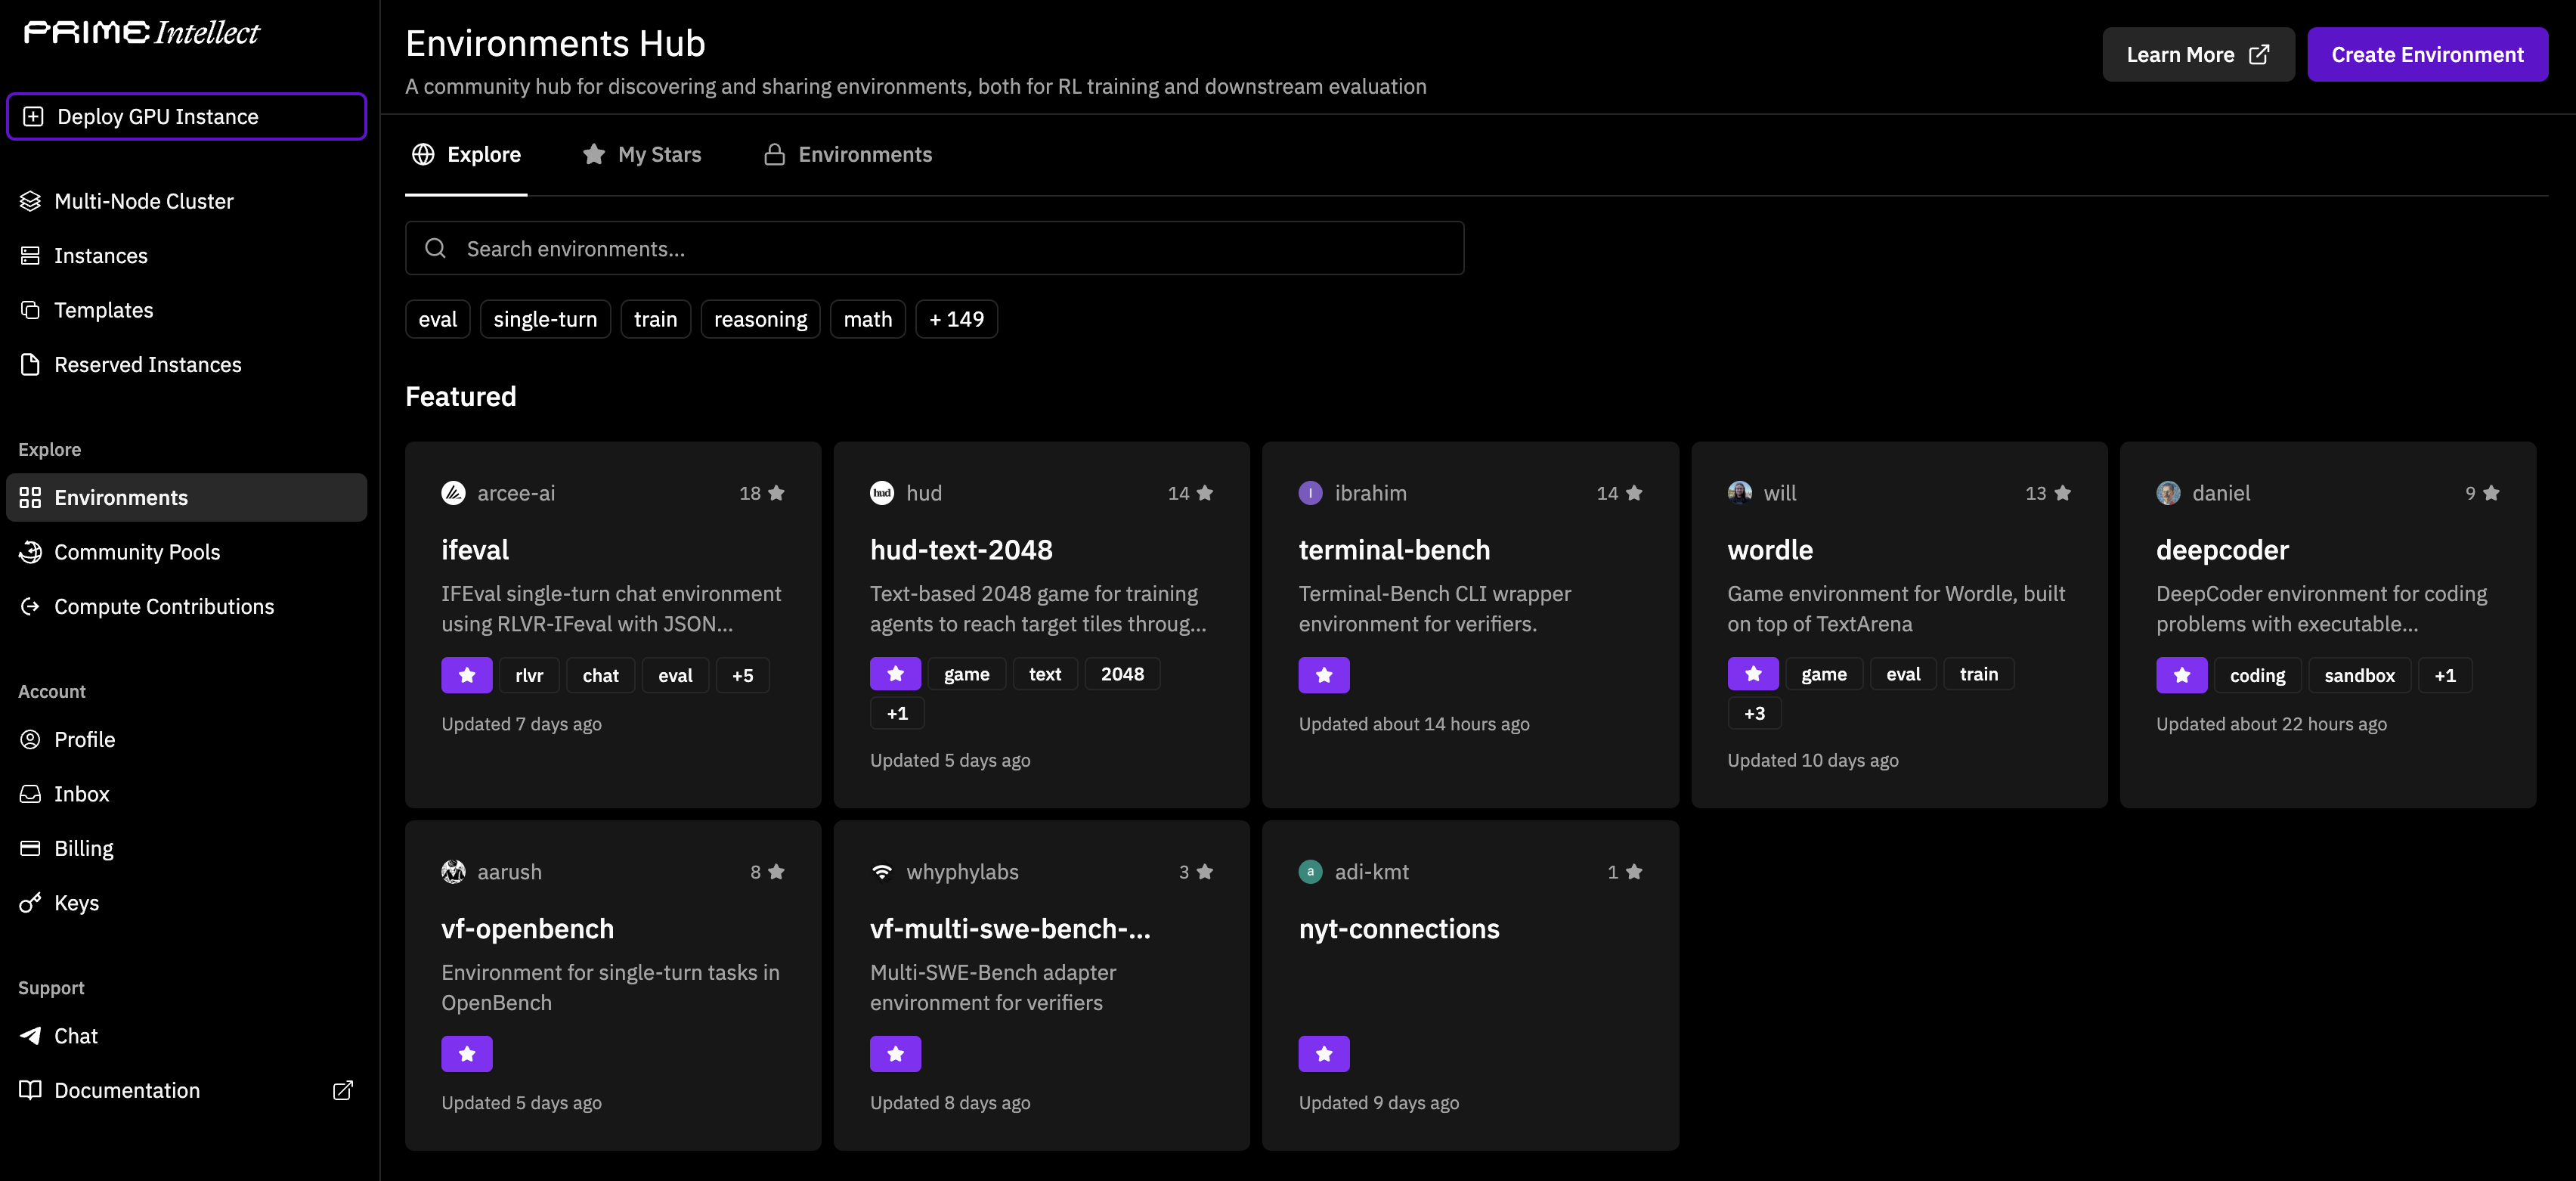 PRIME Intellect
Deploy GPU Instance
Multi-Node Cluster
Instances
Templates
Reserved Instances
Explore
Environments
Community Pools
Compute Contributions
Account
Profile
Inbox
Billing
Keys
Support
Chat
Documentation
Environments Hub
A community hub for discovering and sharing environments, both for RL training and downstream evaluation
Learn More
Create Environment
Explore
My Stars
Environments
Search environments...
eval
single-turn
train
reasoning
math
+ 149
Featured
arcee-ai
18
ifeval
IFEval single-turn chat environment
using RLVR-IFeval with JSON...
rlvr
chat
eval
+5
Updated 7 days ago
hud
hud
14
hud-text-2048
Text-based 2048 game for training
agents to reach target tiles throug...
game
text
2048
+1
Updated 5 days ago
I
ibrahim
14
terminal-bench
Terminal-Bench CLI wrapper
environment for verifiers.
Updated about 14 hours ago
will
13
wordle
Game environment for Wordle, built
on top of TextArena
game
eval
train
+3
Updated 10 days ago
daniel
9
deepcoder
DeepCoder environment for coding
problems with executable...
coding
sandbox
+1
Updated about 22 hours ago
aarush
8
vf-openbench
Environment for single-turn tasks in
OpenBench
Updated 5 days ago
whyphylabs
3
vf-multi-swe-bench-...
Multi-SWE-Bench adapter
environment for verifiers
Updated 8 days ago
a
adi-kmt
1
nyt-connections
Updated 9 days ago